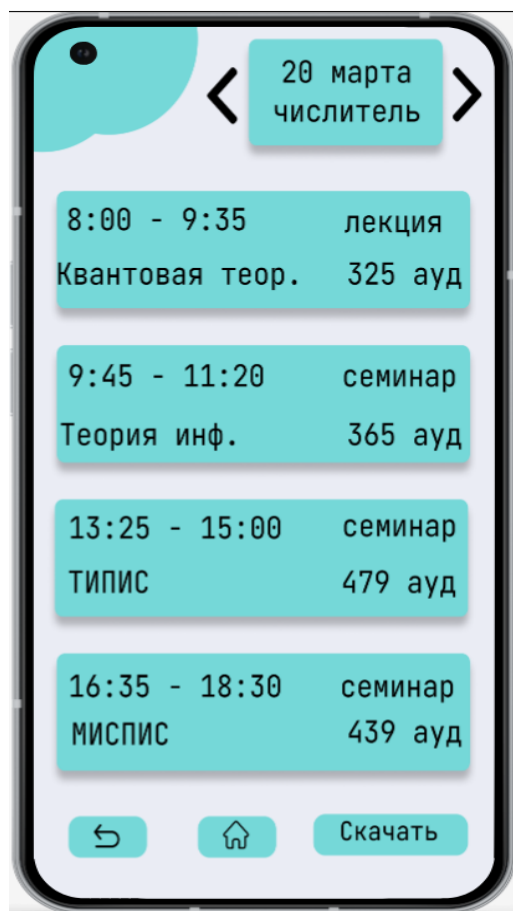 20 марта
числитель
8:00 - 9:35 лекция
Квантовая теор. 325 ауд
9:45 - 11:20 семинар
Теория инф. 365 ауд
13:25 - 15:00 семинар
ТИПИС 479 ауд
16:35 - 18:30 семинар
МИСПИС 439 ауд
Скачать